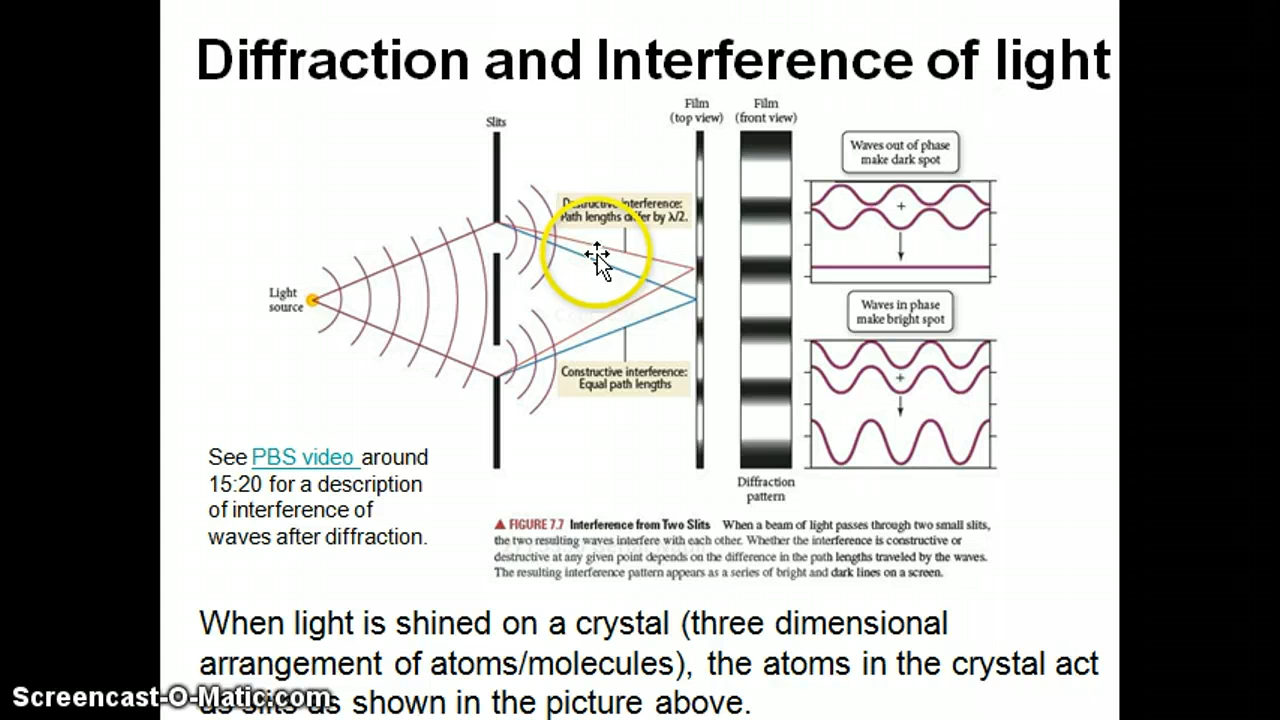 Diffraction and Interference of light
Film
(top view)
Film
(front view)
Slits
Waves out of phase
make dark spot
Destructive interference:
Path lengths differ by λ/2.
+
Light
source
Waves in phase
make bright spot
Constructive interference:
Equal path lengths
+
See PBS video around
15:20 for a description
of interference of
waves after diffraction.
Diffraction
pattern
▲ FIGURE 7.7 Interference from Two Slits When a beam of light passes through two small slits,
the two resulting waves interfere with each other. Whether the interference is constructive or
destructive at any given point depends on the difference in the path lengths traveled by the waves.
The resulting interference pattern appears as a series of bright and dark lines on a screen.
When light is shined on a crystal (three dimensional
arrangement of atoms/molecules), the atoms in the crystal act
as slits as shown in the picture above.
Screencast-O-Matic.com